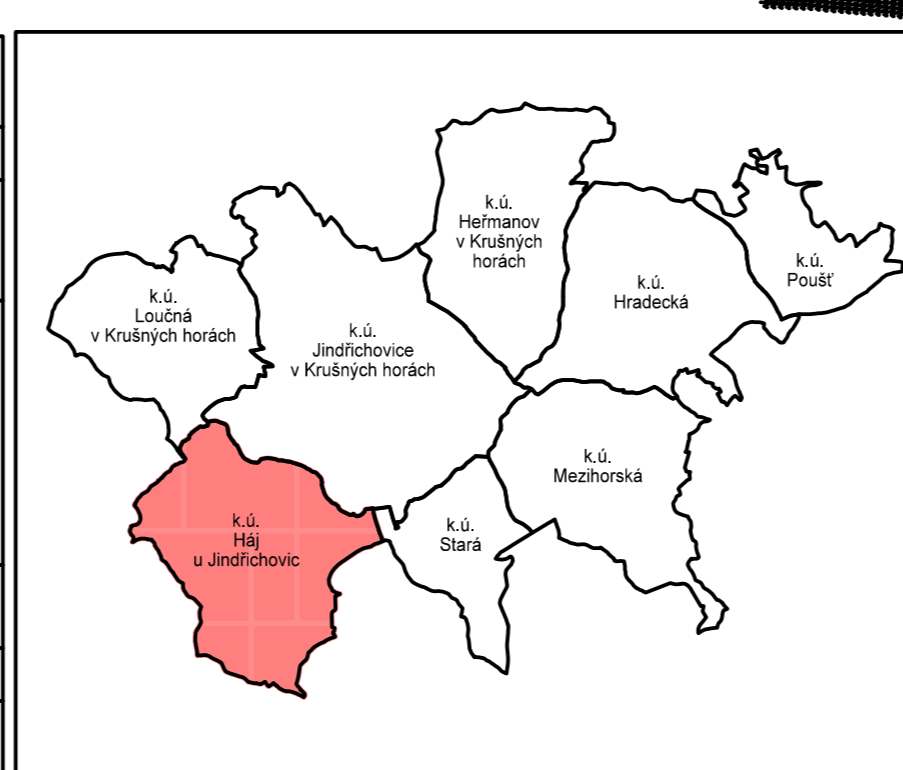 k.ú.
Heřmanov
v Krušných
horách
k.ú.
Poušť
k.ú.
Hradecká
k.ú.
Loučná
v Krušných horách
k.ú.
Jindřichovice
v Krušných horách
k.ú.
Mezihorská
k.ú.
Háj
u Jindřichovic
k.ú.
Stará